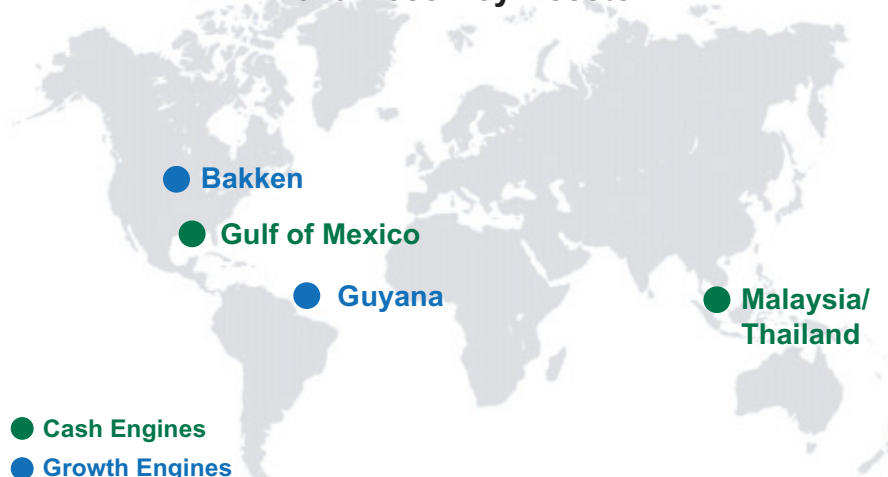 Bakken
Gulf of Mexico
Guyana
Malaysia/
Thailand
Cash Engines
Growth Engines